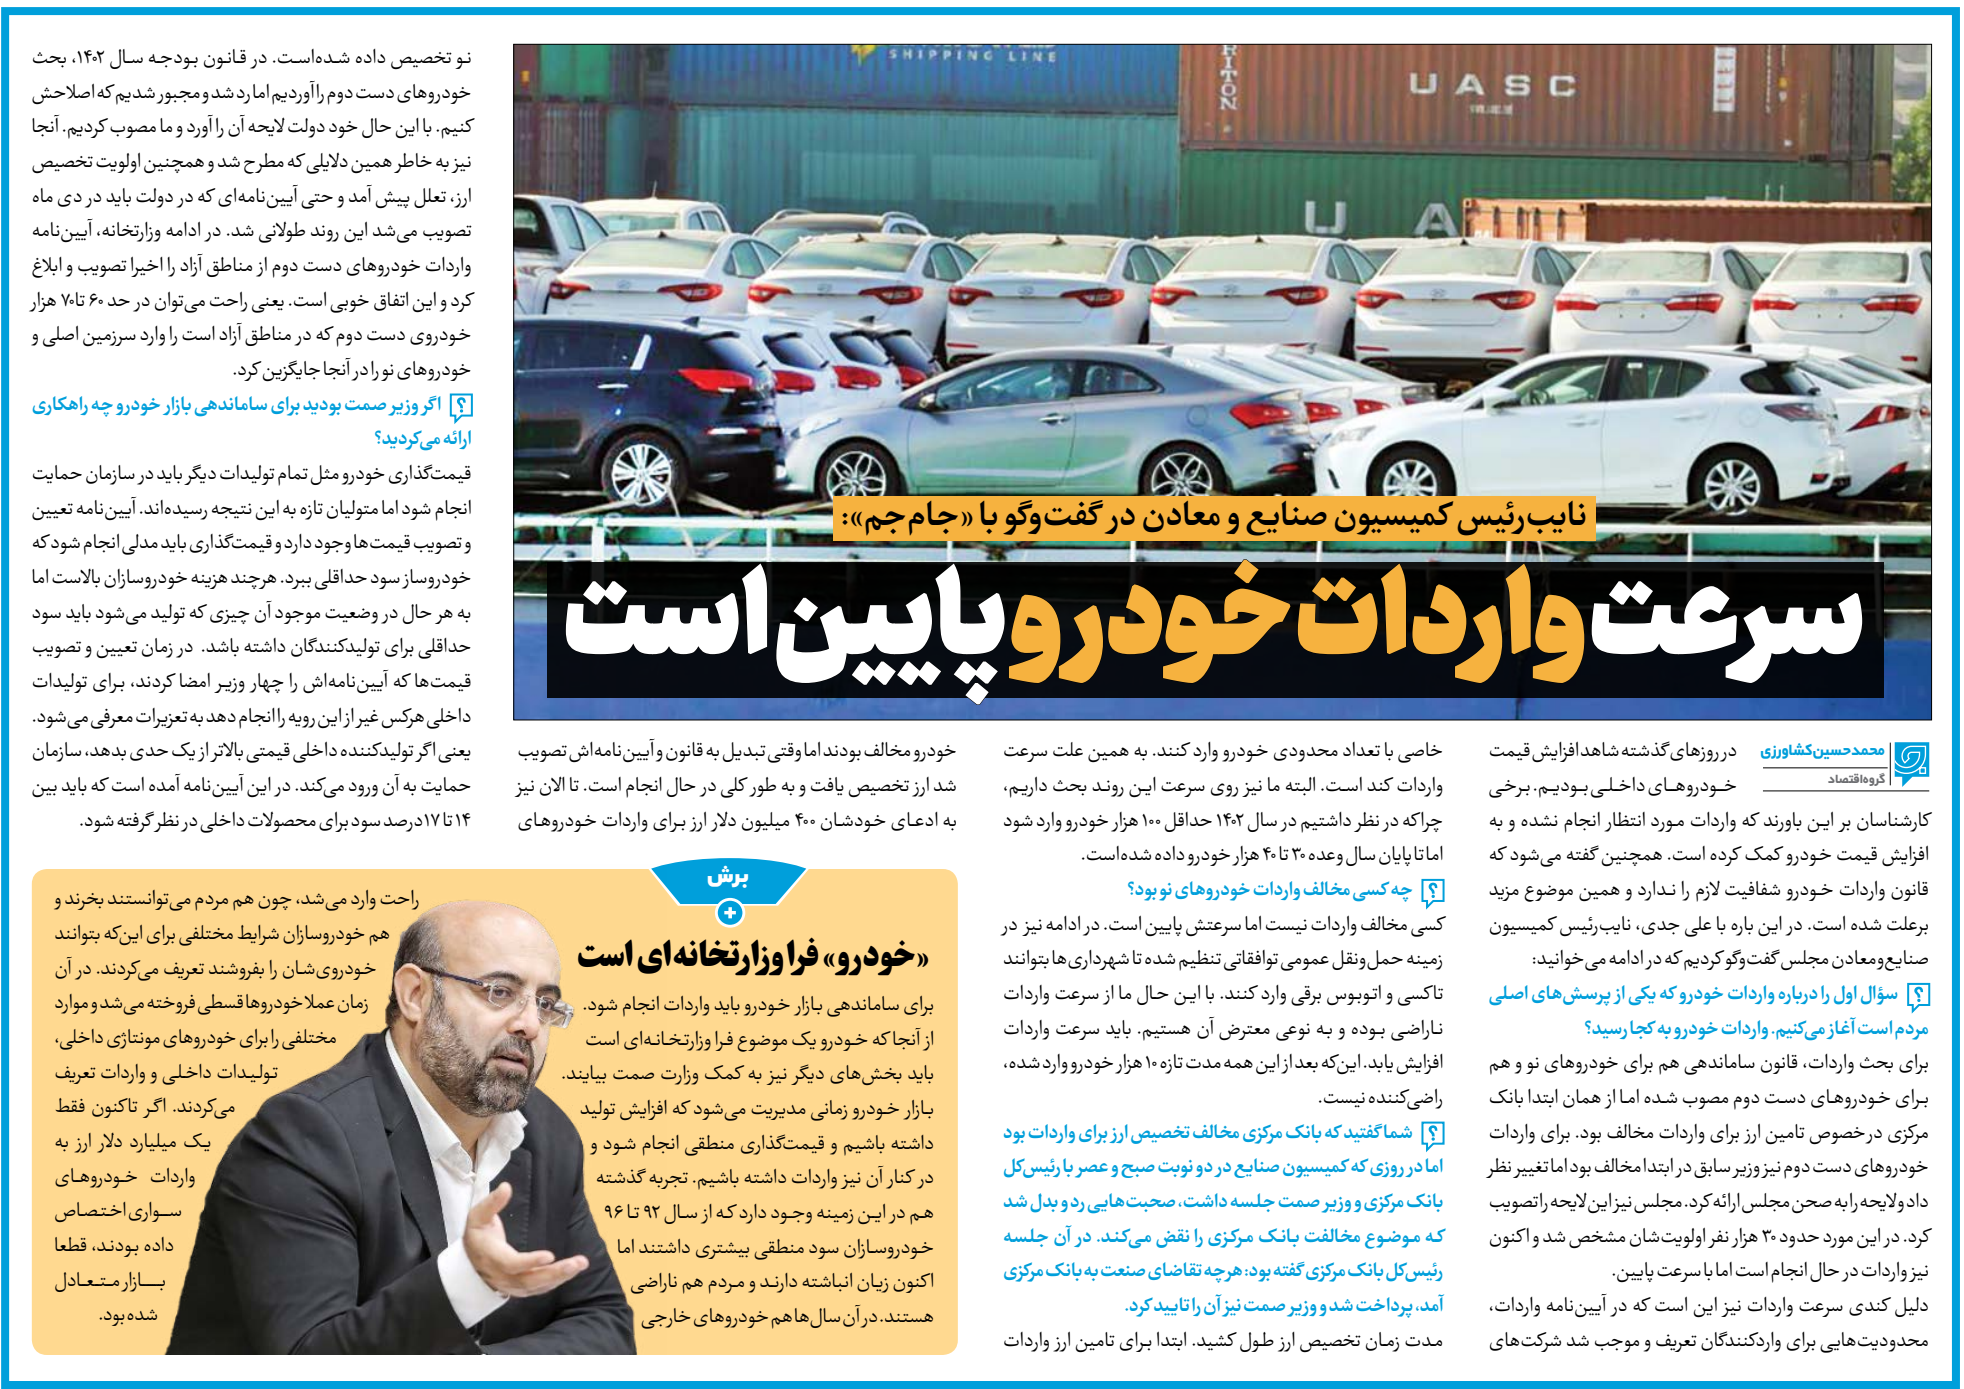 SHIPPING LINE
RITON
UASC
U A
نایب‌رئیس کمیسیون صنایع و معادن در گفت‌وگو با «جام‌جم»:
سرعت واردات خودرو پایین است
محمدحسین کشاورزی
گروه اقتصاد
در روزهای گذشته شاهد افزایش قیمت
خودروهای داخلی بودیم. برخی
کارشناسان بر این باورند که واردات مورد انتظار انجام نشده و به
افزایش قیمت خودرو کمک کرده است. همچنین گفته می‌شود که
قانون واردات خودرو شفافیت لازم را ندارد و همین موضوع مزید
برعلت شده است. در این باره با علی جدی، نایب‌رئیس کمیسیون
صنایع‌ومعادن مجلس گفت‌وگو کردیم که در ادامه می‌خوانید:
سؤال اول را درباره واردات خودرو که یکی از پرسش‌های اصلی
مردم است آغاز می‌کنیم. واردات خودرو به کجا رسید؟
برای بحث واردات، قانون ساماندهی هم برای خودروهای نو و هم
برای خودروهای دست دوم مصوب شده اما از همان ابتدا بانک
مرکزی درخصوص تامین ارز برای واردات مخالف بود. برای واردات
خودروهای دست دوم نیز وزیر سابق در ابتدا مخالف بود اما تغییر نظر
داد و لایحه را به صحن مجلس ارائه کرد. مجلس نیز این لایحه را تصویب
کرد. در این مورد حدود ۳۰ هزار نفر اولویت‌شان مشخص شد و اکنون
نیز واردات در حال انجام است اما با سرعت پایین.
دلیل کندی سرعت واردات نیز این است که در آیین‌نامه واردات،
محدودیت‌هایی برای واردکنندگان تعریف و موجب شد شرکت‌های
خاصی با تعداد محدودی خودرو وارد کنند. به همین علت سرعت
واردات کند است. البته ما نیز روی سرعت این روند بحث داریم،
چراکه در نظر داشتیم در سال ۱۴۰۲ حداقل ۱۰۰ هزار خودرو وارد شود
اما تا پایان سال وعده ۳۰ تا ۴۰ هزار خودرو داده شده‌است.
چه کسی مخالف واردات خودروهای نو بود؟
کسی مخالف واردات نیست اما سرعتش پایین است. در ادامه نیز در
زمینه حمل‌ونقل عمومی توافقاتی تنظیم شده تا شهرداری‌ها بتوانند
تاکسی و اتوبوس برقی وارد کنند. با این حال ما از سرعت واردات
ناراضی بوده و به نوعی معترض آن هستیم. باید سرعت واردات
افزایش یابد. این‌که بعد از این همه مدت تازه ۱۰ هزار خودرو وارد شده،
راضی‌کننده نیست.
شما گفتید که بانک مرکزی مخالف تخصیص ارز برای واردات بود
اما در روزی که کمیسیون صنایع در دو نوبت صبح و عصر با رئیس‌کل
بانک مرکزی و وزیر صمت جلسه داشت، صحبت‌هایی رد و بدل شد
که موضوع مخالفت بانک مرکزی را نقض می‌کند. در آن جلسه
رئیس‌کل بانک مرکزی گفته بود: هرچه تقاضای صنعت به بانک مرکزی
آمد، پرداخت شد و وزیر صمت نیز آن را تایید کرد.
مدت زمان تخصیص ارز طول کشید. ابتدا برای تامین ارز واردات
خودرو مخالف بودند اما وقتی تبدیل به قانون و آیین‌نامه‌اش تصویب
شد ارز تخصیص یافت و به طور کلی در حال انجام است. تا الان نیز
به ادعای خودشان ۴۰۰ میلیون دلار ارز برای واردات خودروهای
نو تخصیص داده شده‌است. در قانون بودجه سال ۱۴۰۲، بحث
خودروهای دست دوم را آوردیم اما رد شد و مجبور شدیم که اصلاحش
کنیم. با این حال خود دولت لایحه آن را آورد و ما مصوب کردیم. آنجا
نیز به خاطر همین دلایلی که مطرح شد و همچنین اولویت تخصیص
ارز، تعلل پیش آمد و حتی آیین‌نامه‌ای که در دولت باید در دی ماه
تصویب می‌شد این روند طولانی شد. در ادامه وزارتخانه، آیین‌نامه
واردات خودروهای دست دوم از مناطق آزاد را اخیرا تصویب و ابلاغ
کرد و این اتفاق خوبی است. یعنی راحت می‌توان در حد ۶۰ تا ۷۰ هزار
خودروی دست دوم که در مناطق آزاد است را وارد سرزمین اصلی و
خودروهای نو را در آنجا جایگزین کرد.
اگر وزیر صمت بودید برای ساماندهی بازار خودرو چه راهکاری
ارائه می‌کردید؟
قیمت‌گذاری خودرو مثل تمام تولیدات دیگر باید در سازمان حمایت
انجام شود اما متولیان تازه به این نتیجه رسیده‌اند. آیین‌نامه تعیین
و تصویب قیمت‌ها وجود دارد و قیمت‌گذاری باید مدلی انجام شود که
خودروساز سود حداقلی ببرد. هرچند هزینه خودروسازان بالاست اما
به هر حال در وضعیت موجود آن چیزی که تولید می‌شود باید سود
حداقلی برای تولیدکنندگان داشته باشد. در زمان تعیین و تصویب
قیمت‌ها که آیین‌نامه‌اش را چهار وزیر امضا کردند، برای تولیدات
داخلی هرکس غیر از این رویه را انجام دهد به تعزیرات معرفی می‌شود.
یعنی اگر تولیدکننده داخلی قیمتی بالاتر از یک حدی بدهد، سازمان
حمایت به آن ورود می‌کند. در این آیین‌نامه آمده است که باید بین
۱۴ تا ۱۷درصد سود برای محصولات داخلی در نظر گرفته شود.
برش
«خودرو» فرا وزارتخانه‌ای است
برای ساماندهی بازار خودرو باید واردات انجام شود.
از آنجا که خودرو یک موضوع فرا وزارتخانه‌ای است
باید بخش‌های دیگر نیز به کمک وزارت صمت بیایند.
بازار خودرو زمانی مدیریت می‌شود که افزایش تولید
داشته باشیم و قیمت‌گذاری منطقی انجام شود و
در کنار آن نیز واردات داشته باشیم. تجربه گذشته
هم در این زمینه وجود دارد که از سال ۹۲ تا ۹۶
خودروسازان سود منطقی بیشتری داشتند اما
اکنون زیان انباشته دارند و مردم هم ناراضی
هستند. در آن سال‌ها هم خودروهای خارجی
راحت وارد می‌شد، چون هم مردم می‌توانستند بخرند و
هم خودروسازان شرایط مختلفی برای این‌که بتوانند
خودروی‌شان را بفروشند تعریف می‌کردند. در آن
زمان عملا خودروها قسطی فروخته می‌شد و موارد
مختلفی را برای خودروهای مونتاژی داخلی،
تولیدات داخلی و واردات تعریف
می‌کردند. اگر تاکنون فقط
یک میلیارد دلار ارز به
واردات خودروهای
سواری اختصاص
داده بودند، قطعا
بازار متعادل
شده بود.